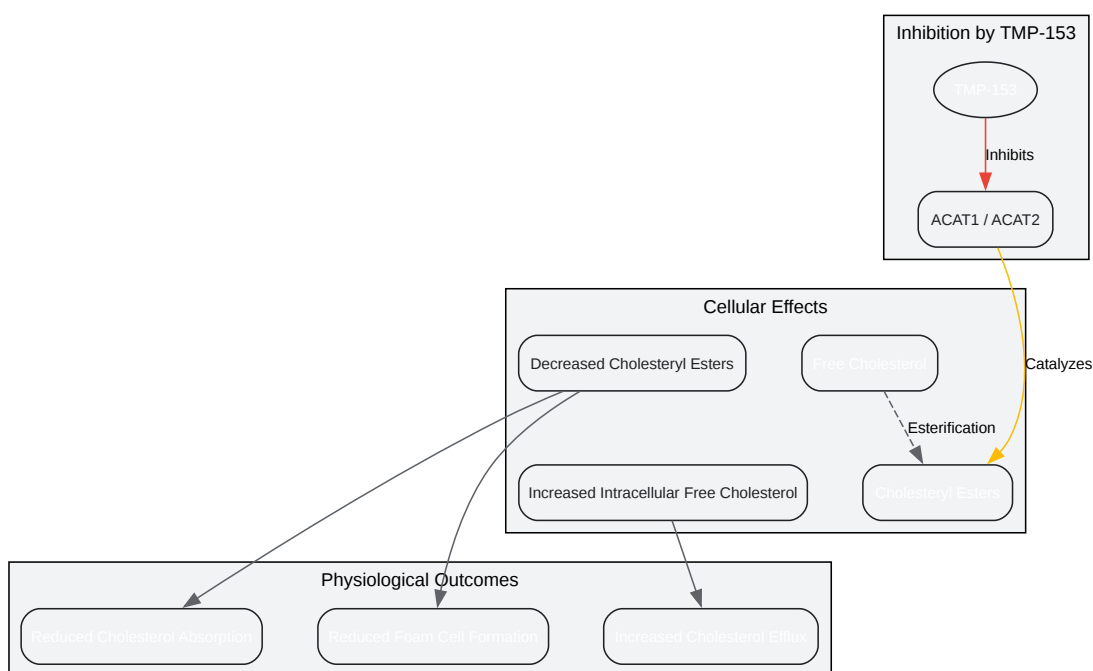 Inhibition by TMP-153
TMP-153
Inhibits
ACAT1 / ACAT2
Cellular Effects
Decreased Cholesteryl Esters
Free Cholesterol
Catalyzes
Esterification
Increased Intracellular Free Cholesterol
Cholesteryl Esters
Physiological Outcomes
Reduced Cholesterol Absorption
Reduced Foam Cell Formation
Increased Cholesterol Efflux